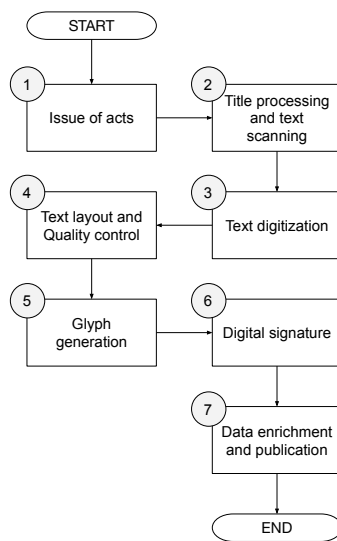 START
1
Issue of acts
2
Title processing
and text
scanning
3
Text digitization
4
Text layout and
Quality control
5
Glyph
generation
6
Digital signature
7
Data enrichment
and publication
END